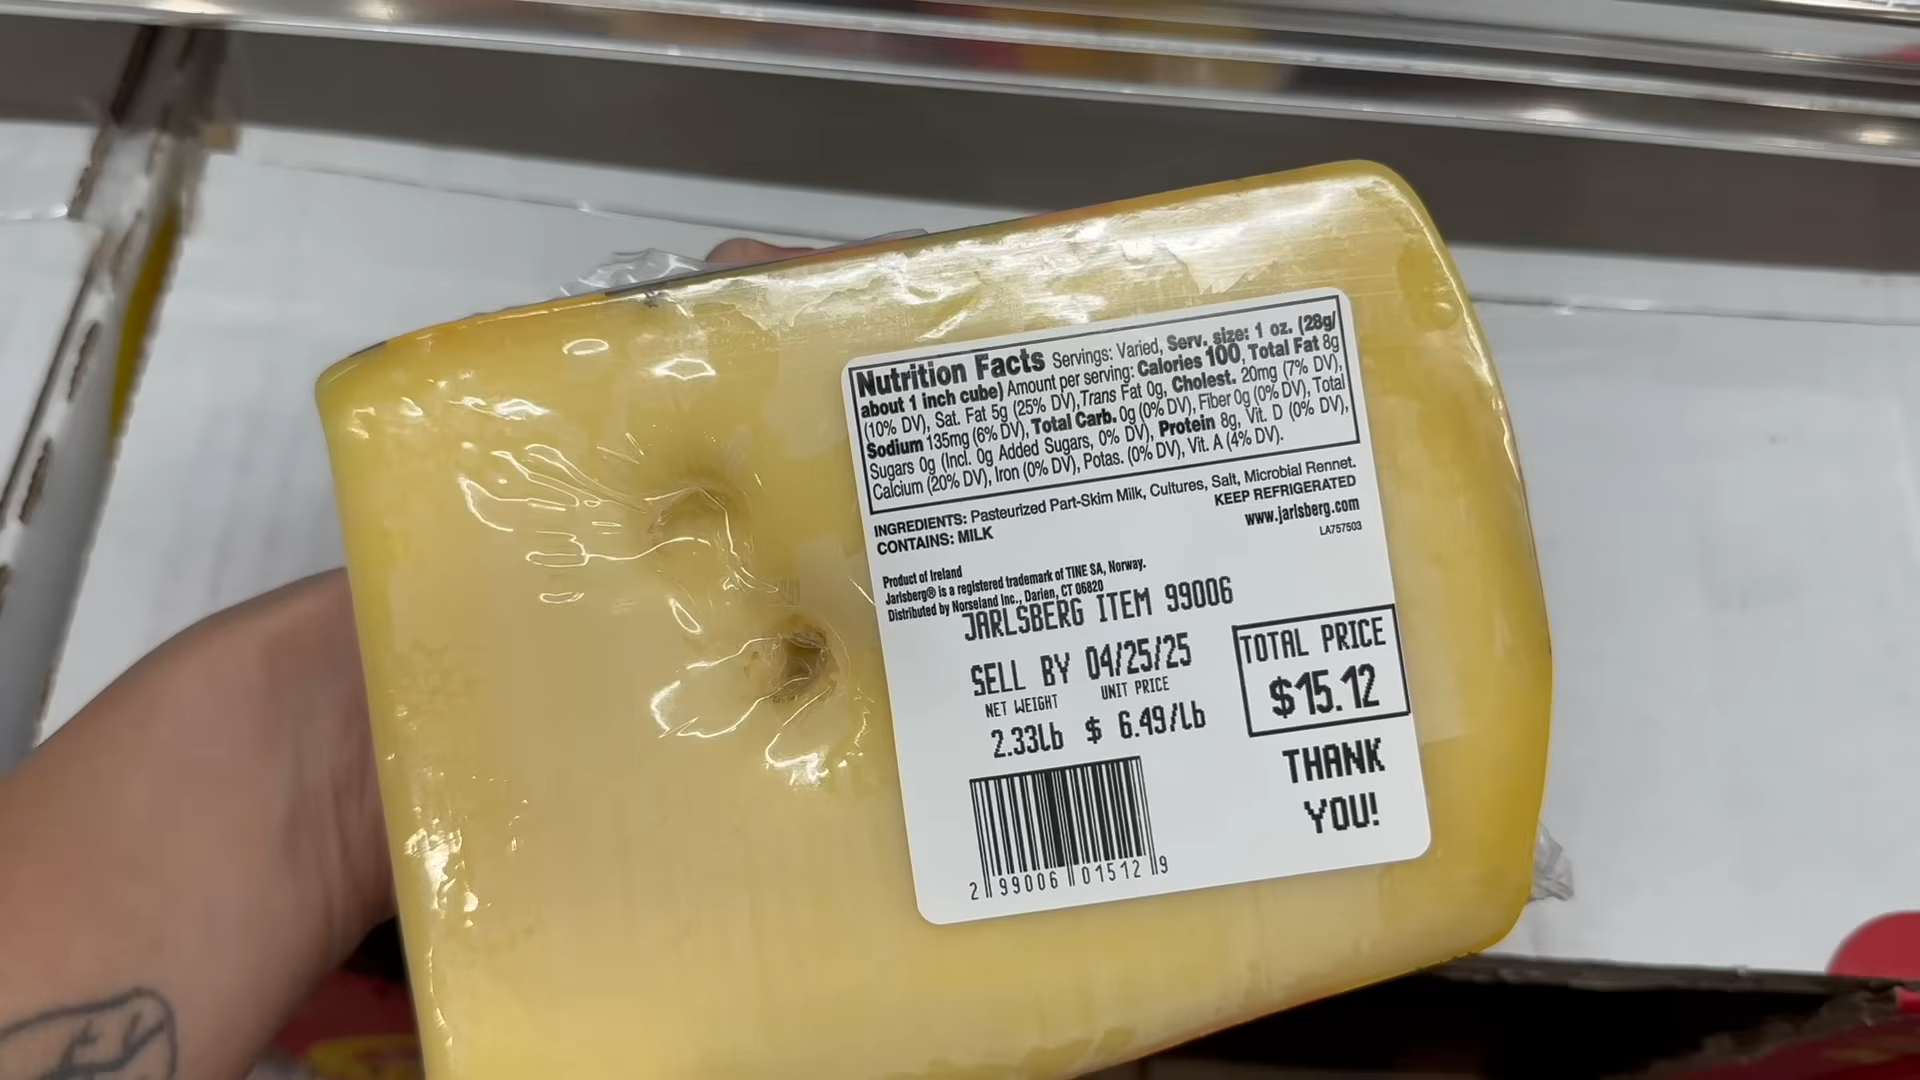 Nutrition Facts Servings: Varied, Serv. size: 1 oz. (28g/
about 1 inch cube) Amount per serving: Calories 100, Total Fat 8g
(10% DV), Sat. Fat 5g (25% DV), Trans Fat 0g, Cholest. 20mg (7% DV),
Sodium 135mg (6% DV), Total Carb. 0g (0% DV), Fiber 0g (0% DV), Total
Sugars 0g (Incl. 0g Added Sugars, 0% DV), Protein 8g, Vit. D (0% DV),
Calcium (20% DV), Iron (0% DV), Potas. (0% DV), Vit. A (4% DV).
INGREDIENTS: Pasteurized Part-Skim Milk, Cultures, Salt, Microbial Rennet.
CONTAINS: MILK
KEEP REFRIGERATED
www.jarlsberg.com
LA757503
Product of Ireland
Jarlsberg® is a registered trademark of TINE SA, Norway.
Distributed by Norseland Inc., Darien, CT 06820
JARLSBERG ITEM 99006
SELL BY 04/25/25
NET WEIGHT UNIT PRICE
2.33lb $ 6.49/lb
TOTAL PRICE
$15.12
THANK
YOU!
2 99006 01512 9